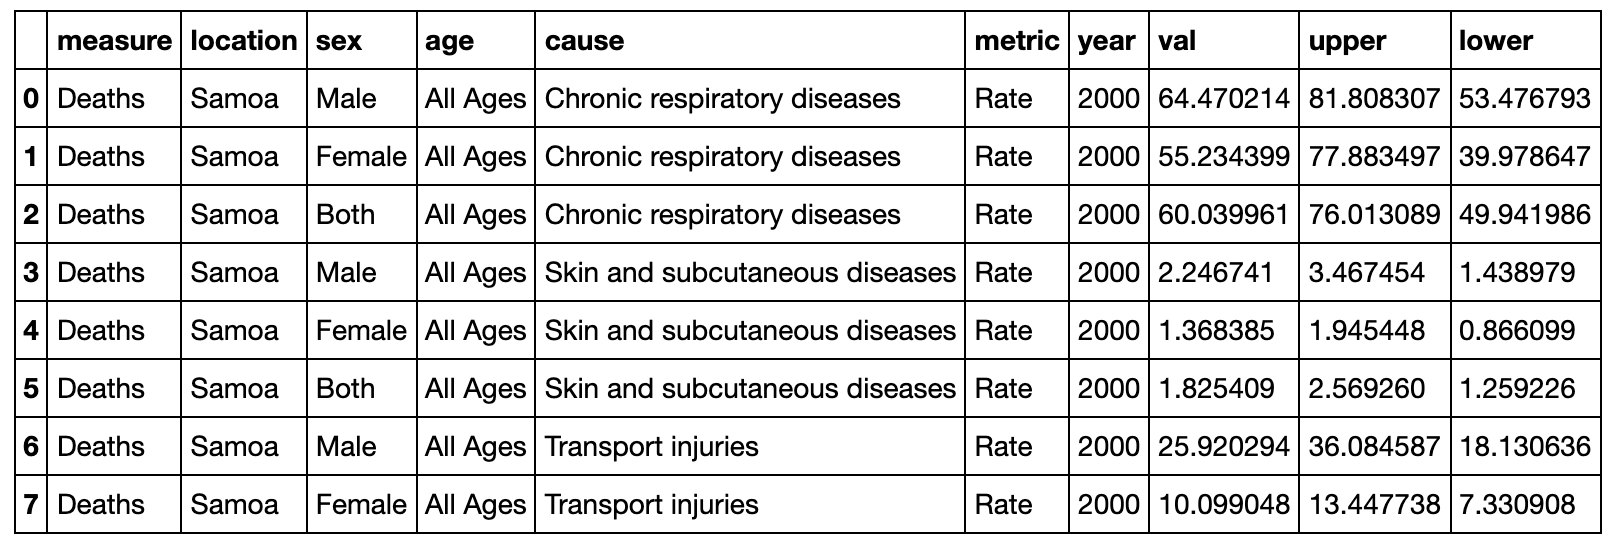 measure location sex age cause metric year val upper lower
0 Deaths Samoa Male All Ages Chronic respiratory diseases Rate 2000 64.470214 81.808307 53.476793
1 Deaths Samoa Female All Ages Chronic respiratory diseases Rate 2000 55.234399 77.883497 39.978647
2 Deaths Samoa Both All Ages Chronic respiratory diseases Rate 2000 60.039961 76.013089 49.941986
3 Deaths Samoa Male All Ages Skin and subcutaneous diseases Rate 2000 2.246741 3.467454 1.438979
4 Deaths Samoa Female All Ages Skin and subcutaneous diseases Rate 2000 1.368385 1.945448 0.866099
5 Deaths Samoa Both All Ages Skin and subcutaneous diseases Rate 2000 1.825409 2.569260 1.259226
6 Deaths Samoa Male All Ages Transport injuries Rate 2000 25.920294 36.084587 18.130636
7 Deaths Samoa Female All Ages Transport injuries Rate 2000 10.099048 13.447738 7.330908